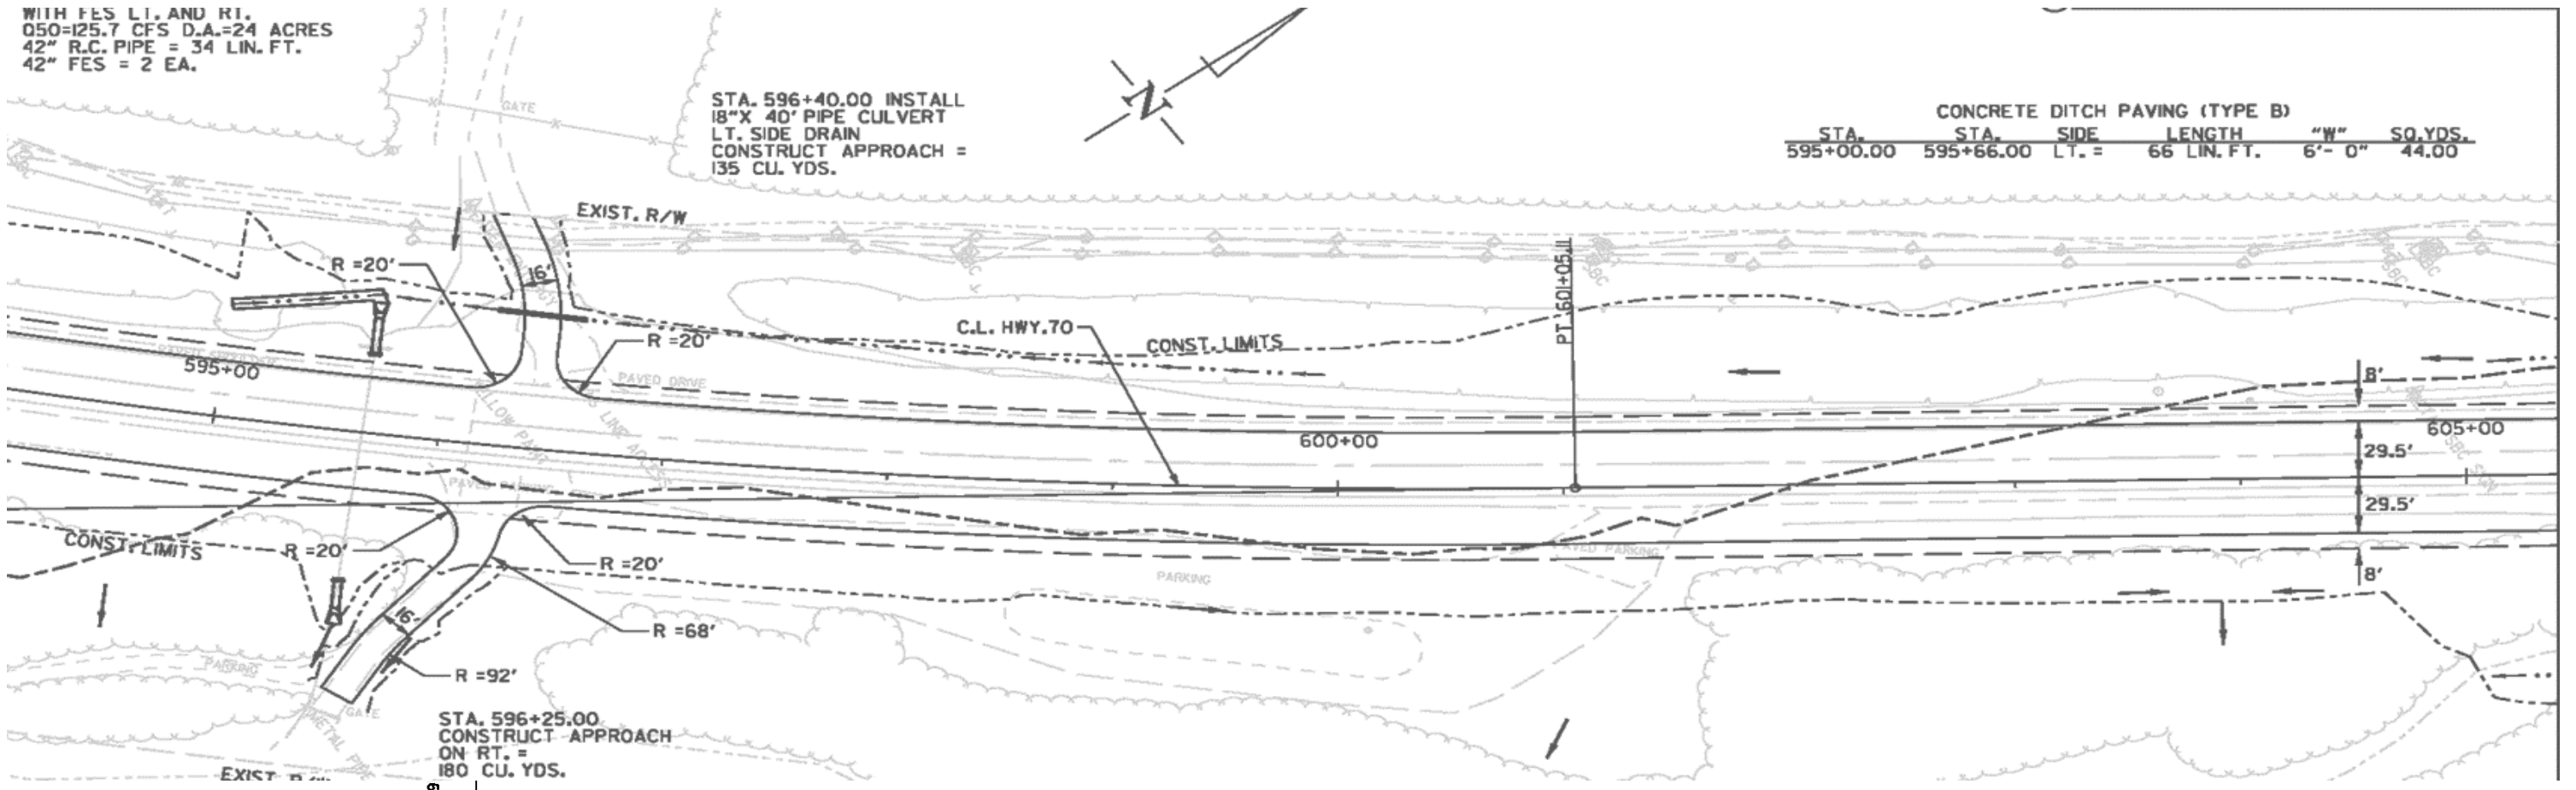 WITH FES LT. AND RT.
Q50=125.7 CFS D.A.=24 ACRES
42" R.C. PIPE = 34 LIN. FT.
42" FES = 2 EA.
GATE
STA. 596+40.00 INSTALL
18"X 40' PIPE CULVERT
LT. SIDE DRAIN
CONSTRUCT APPROACH =
135 CU. YDS.
N
CONCRETE DITCH PAVING (TYPE B)
STA. STA. SIDE LENGTH "W" SQ.YDS.
595+00.00 595+66.00 LT. = 66 LIN. FT. 6'- 0" 44.00
EXIST. R/W
R =20'
16'
R =20'
C.L. HWY.70
CONST. LIMITS
PT 601+05.11
595+00
PAVED DRIVE
600+00
8'
605+00
29.5'
29.5'
8'
CONST. LIMITS
R =20'
R =20'
PAVED PARKING
PARKING
16'
R =68'
PARKING
R =92'
GATE
METAL PIPE
STA. 596+25.00
CONSTRUCT APPROACH
ON RT. =
180 CU. YDS.
EXIST. R/W